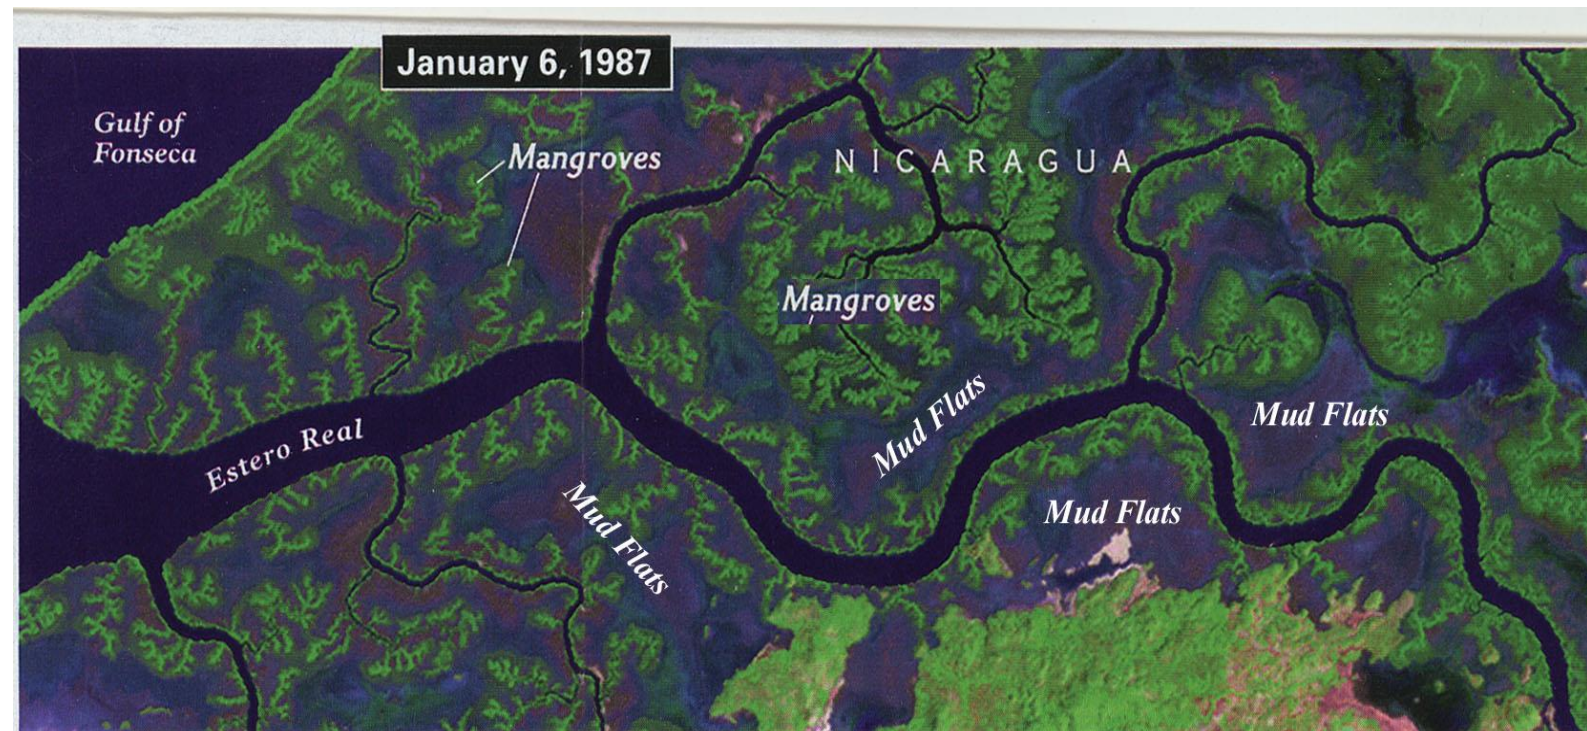 January 6, 1987
Gulf of
Fonseca
Mangroves
NICARAGUA
Mangroves
Mud Flats
Mud Flats
Estero Real
Mud Flats
Mud Flats